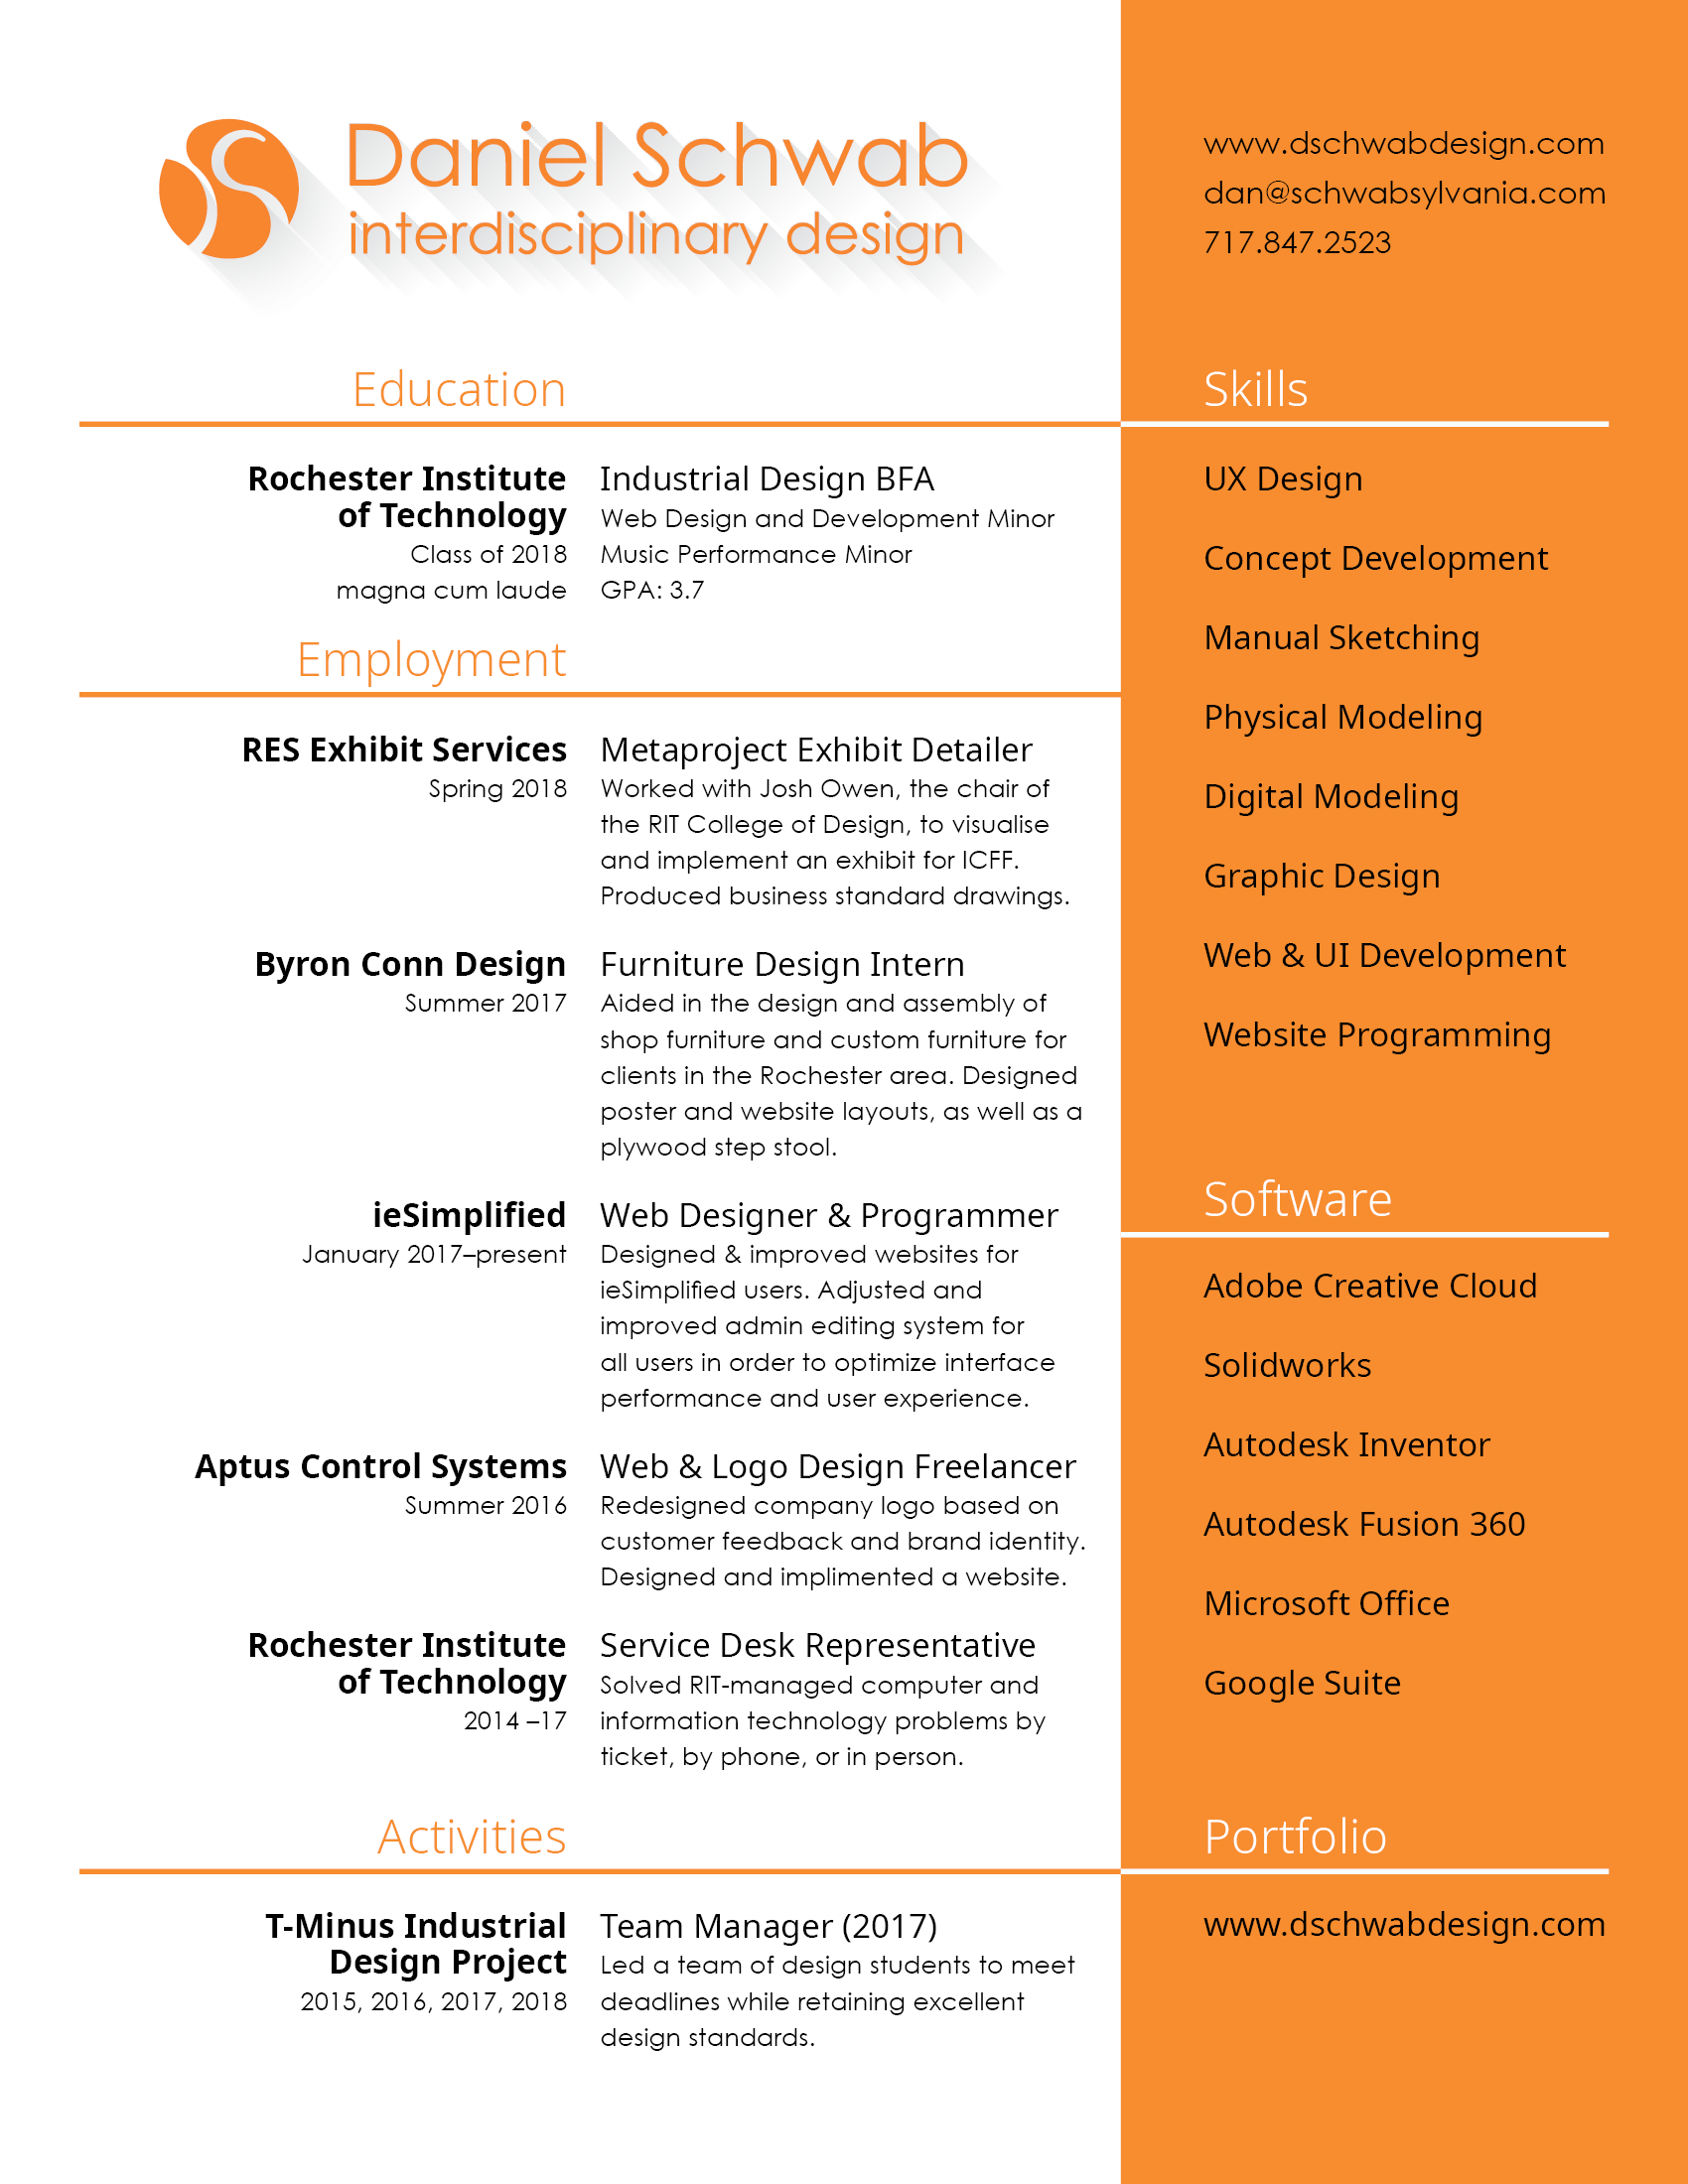 Daniel Schwab
interdisciplinary design
www.dschwabdesign.com
dan@schwabsylvania.com
717.847.2523
Education
Rochester Institute
of Technology
Class of 2018
magna cum laude
Industrial Design BFA
Web Design and Development Minor
Music Performance Minor
GPA: 3.7
Employment
RES Exhibit Services
Spring 2018
Metaproject Exhibit Detailer
Worked with Josh Owen, the chair of
the RIT College of Design, to visualise
and implement an exhibit for ICFF.
Produced business standard drawings.
Byron Conn Design
Summer 2017
Furniture Design Intern
Aided in the design and assembly of
shop furniture and custom furniture for
clients in the Rochester area. Designed
poster and website layouts, as well as a
plywood step stool.
ieSimplified
January 2017–present
Web Designer & Programmer
Designed & improved websites for
ieSimplified users. Adjusted and
improved admin editing system for
all users in order to optimize interface
performance and user experience.
Aptus Control Systems
Summer 2016
Web & Logo Design Freelancer
Redesigned company logo based on
customer feedback and brand identity.
Designed and implimented a website.
Rochester Institute
of Technology
2014 –17
Service Desk Representative
Solved RIT-managed computer and
information technology problems by
ticket, by phone, or in person.
Activities
T-Minus Industrial
Design Project
2015, 2016, 2017, 2018
Team Manager (2017)
Led a team of design students to meet
deadlines while retaining excellent
design standards.
Skills
UX Design
Concept Development
Manual Sketching
Physical Modeling
Digital Modeling
Graphic Design
Web & UI Development
Website Programming
Software
Adobe Creative Cloud
Solidworks
Autodesk Inventor
Autodesk Fusion 360
Microsoft Office
Google Suite
Portfolio
www.dschwabdesign.com